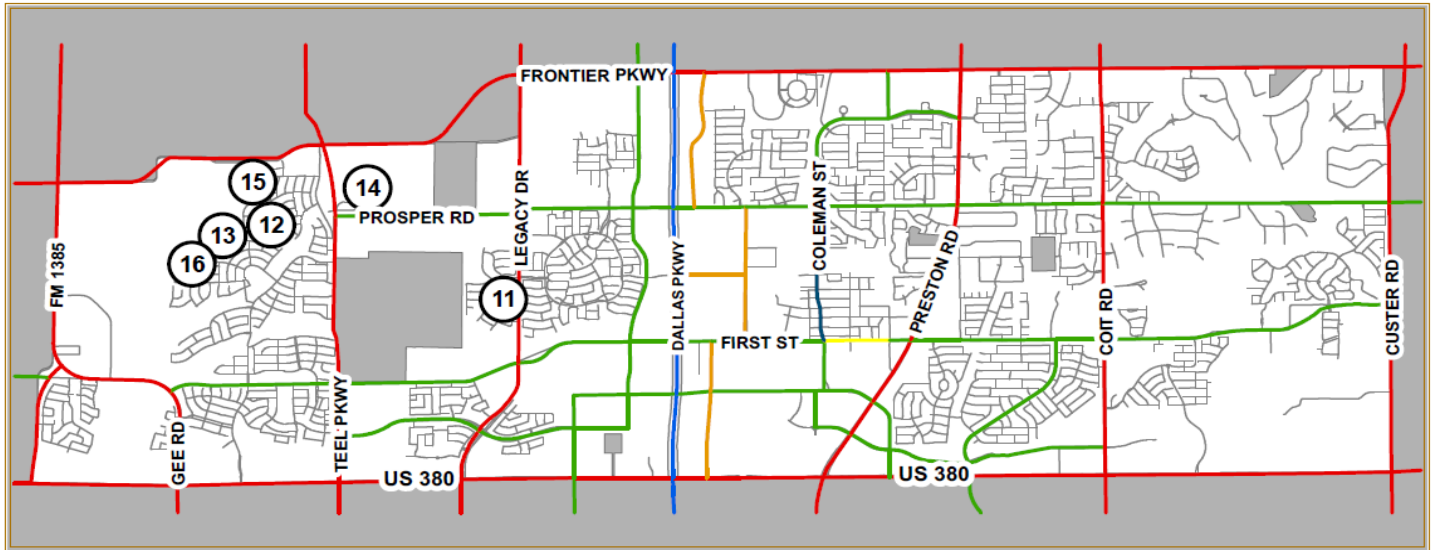 FRONTIER PKWY
15
14
12
13
16
PROSPER RD
LEGACY DR
COLEMAN ST
FM 1385
11
DALLAS PKWY
PRESTON RD
COIT RD
CUSTER RD
FIRST ST
GEE RD
TEEL PKWY
US 380
US 380